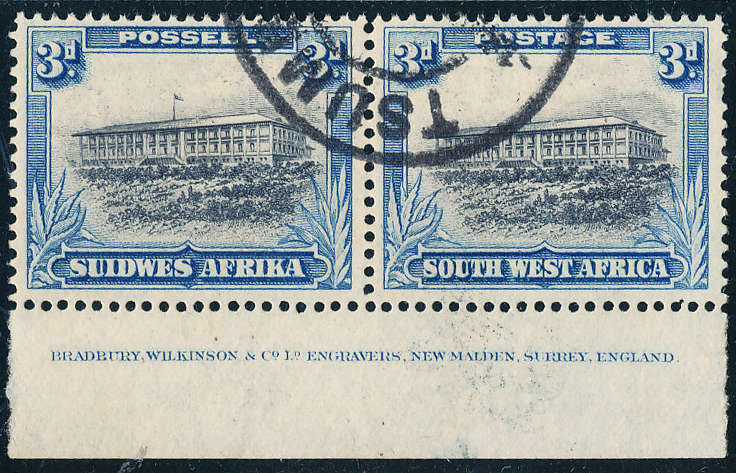 3d POSSEEL 3d.
3d POSTAGE 3d.
TSUM
SUIDWES AFRIKA
SOUTH WEST AFRICA
BRADBURY, WILKINSON & Cº Lᴰ ENGRAVERS, NEW MALDEN, SURREY, ENGLAND.